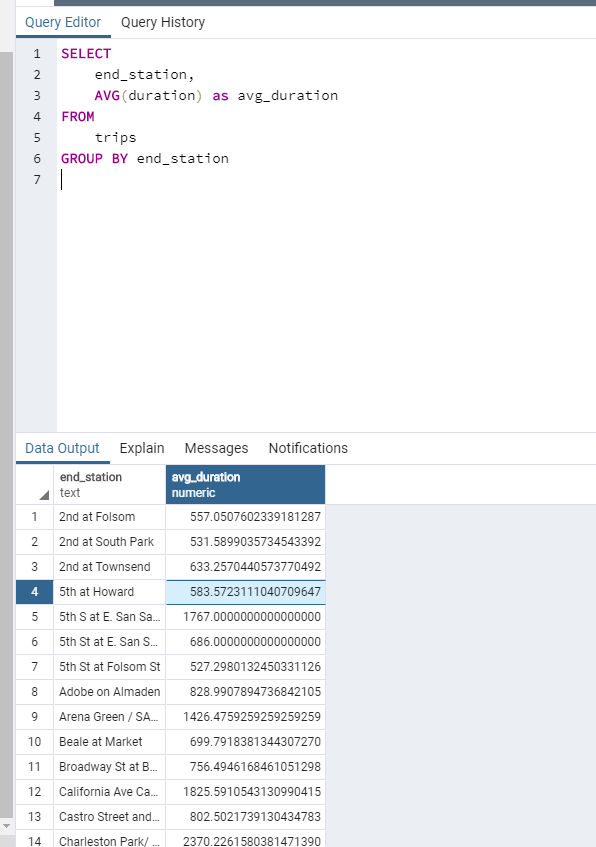 Query Editor Query History
1 SELECT
2 end_station,
3 AVG(duration) as avg_duration
4 FROM
5 trips
6 GROUP BY end_station
7
Data Output Explain Messages Notifications
end_station avg_duration
text numeric
1 2nd at Folsom 557.0507602339181287
2 2nd at South Park 531.5899035734543392
3 2nd at Townsend 633.2570440573770492
4 5th at Howard 583.5723111040709647
5 5th S at E. San Sa... 1767.0000000000000000
6 5th St at E. San S... 686.0000000000000000
7 5th St at Folsom St 527.2980132450331126
8 Adobe on Almaden 828.9907894736842105
9 Arena Green / SA... 1426.4759259259259259
10 Beale at Market 699.7918381344307270
11 Broadway St at B... 756.4946168461051298
12 California Ave Ca... 1825.5910543130990415
13 Castro Street and... 802.5021739130434783
14 Charleston Park/ ... 2370.2261580381471390